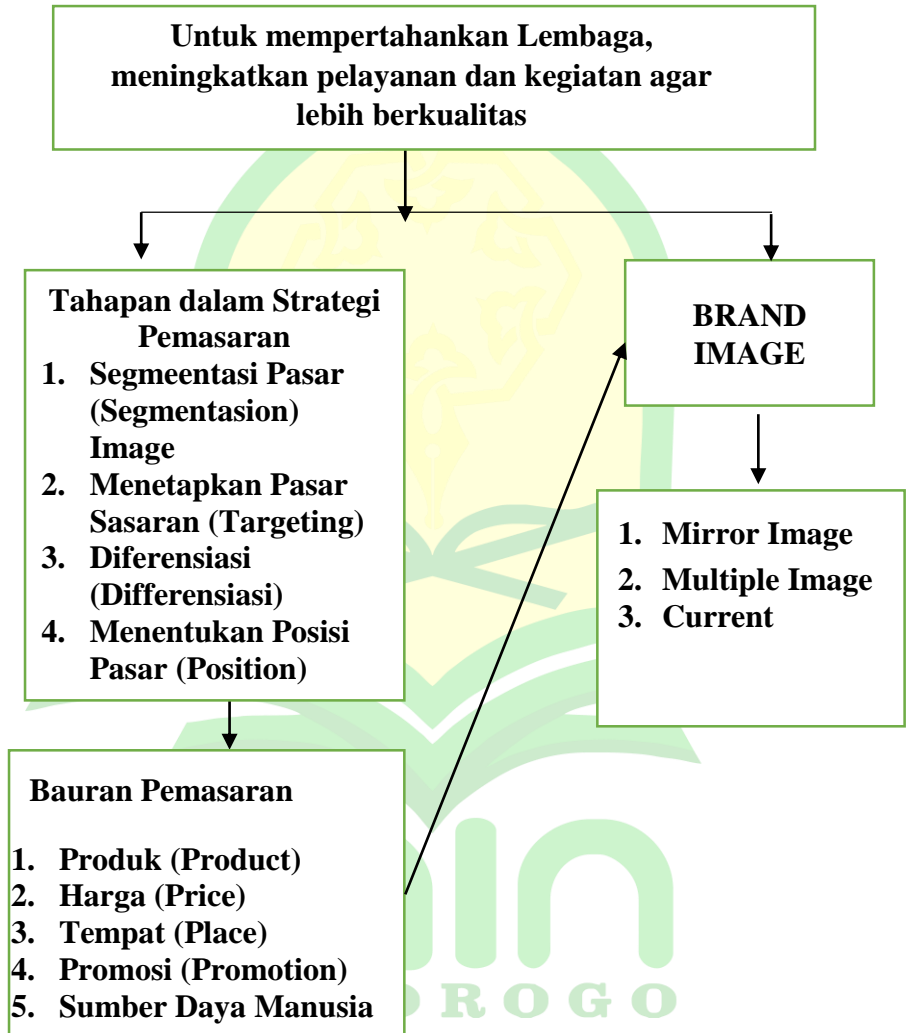 Untuk mempertahankan Lembaga,
meningkatkan pelayanan dan kegiatan agar
lebih berkualitas
Tahapan dalam Strategi
Pemasaran
1. Segmeentasi Pasar
(Segmentasion)
Image
2. Menetapkan Pasar
Sasaran (Targeting)
3. Diferensiasi
(Differensiasi)
4. Menentukan Posisi
Pasar (Position)
BRAND
IMAGE
1. Mirror Image
2. Multiple Image
3. Current
Bauran Pemasaran
1. Produk (Product)
2. Harga (Price)
3. Tempat (Place)
4. Promosi (Promotion)
5. Sumber Daya Manusia
ROGO